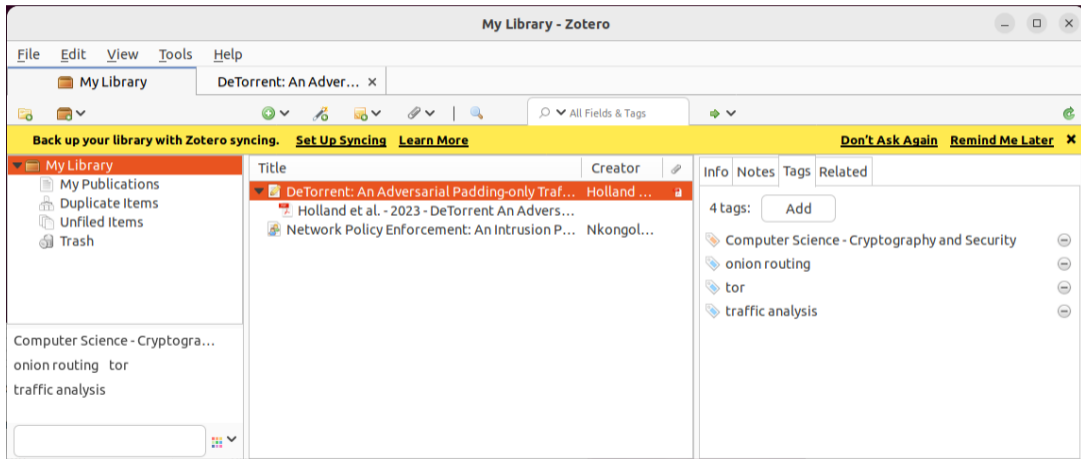 My Library - Zotero
File Edit View Tools Help
My Library
DeTorrent: An Adver…
All Fields & Tags
Back up your library with Zotero syncing. Set Up Syncing Learn More Don't Ask Again Remind Me Later
My Library
My Publications
Duplicate Items
Unfiled Items
Trash
Computer Science - Cryptogra…
onion routing tor
traffic analysis
Title Creator
DeTorrent: An Adversarial Padding-only Traf… Holland …
Holland et al. - 2023 - DeTorrent An Advers…
Network Policy Enforcement: An Intrusion P… Nkongol…
Info Notes Tags Related
4 tags: Add
Computer Science - Cryptography and Security
onion routing
tor
traffic analysis